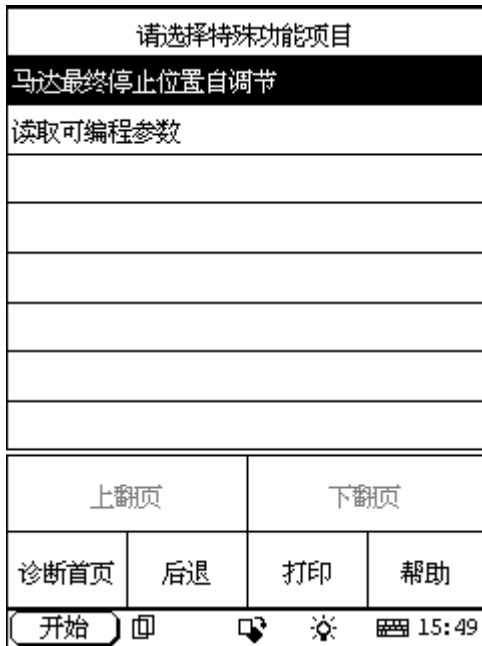 请选择特殊功能项目
马达最终停止位置自调节
读取可编程参数
上翻页 下翻页
诊断首页 后退 打印 帮助
开始 15:49